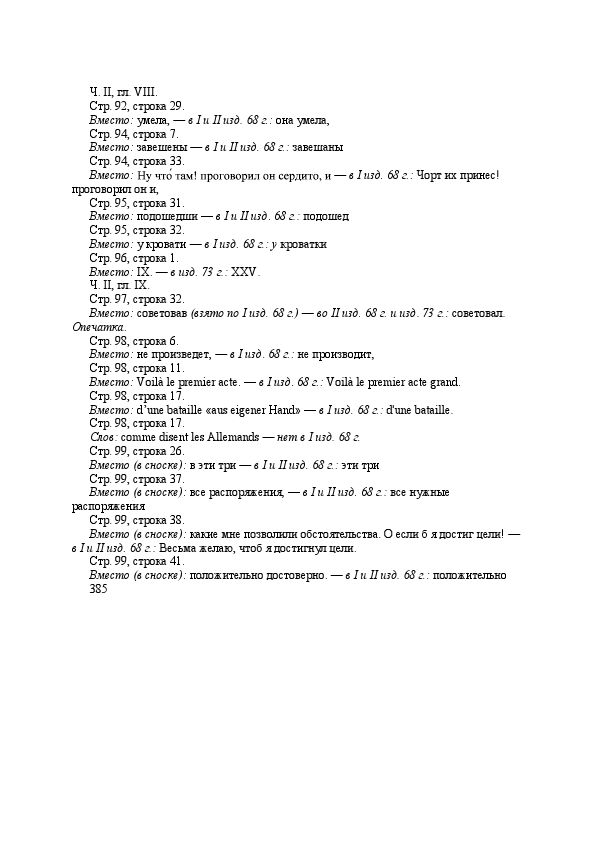 Ч. II, гл. VIII.
Стр. 92, строка 29.
Вместо: умела, — в I и II изд. 68 г.: она умела,
Стр. 94, строка 7.
Вместо: завешены — в I и II изд. 68 г.: завешаны
Стр. 94, строка 33.
Вместо: Ну что́ там! проговорил он сердито, и — в I изд. 68 г.: Чорт их принес!
проговорил он и,
Стр. 95, строка 31.
Вместо: подошедши — в I и II изд. 68 г.: подошед
Стр. 95, строка 32.
Вместо: у кровати — в I изд. 68 г.: у кроватки
Стр. 96, строка 1.
Вместо: IX. — в изд. 73 г.: XXV.
Ч. II, гл. IX.
Стр. 97, строка 32.
Вместо: советовав (взято по I изд. 68 г.) — во II изд. 68 г. и изд. 73 г.: советовал.
Опечатка.
Стр. 98, строка 6.
Вместо: не произведет, — в I изд. 68 г.: не производит,
Стр. 98, строка 11.
Вместо: Voilà le premier acte. — в I изд. 68 г.: Voilà le premier acte grand.
Стр. 98, строка 17.
Вместо: d’une bataille «aus eigener Hand» — в I изд. 68 г.: d'une bataille.
Стр. 98, строка 17.
Слов: comme disent les Allemands — нет в I изд. 68 г.
Стр. 99, строка 26.
Вместо (в сноске): в эти три — в I и II изд. 68 г.: эти три
Стр. 99, строка 37.
Вместо (в сноске): все распоряжения, — в I и II изд. 68 г.: все нужные
распоряжения
Стр. 99, строка 38.
Вместо (в сноске): какие мне позволили обстоятельства. О если б я достиг цели! —
в I и II изд. 68 г.: Весьма желаю, чтоб я достигнул цели.
Стр. 99, строка 41.
Вместо (в сноске): положительно достоверно. — в I и II изд. 68 г.: положительно
385